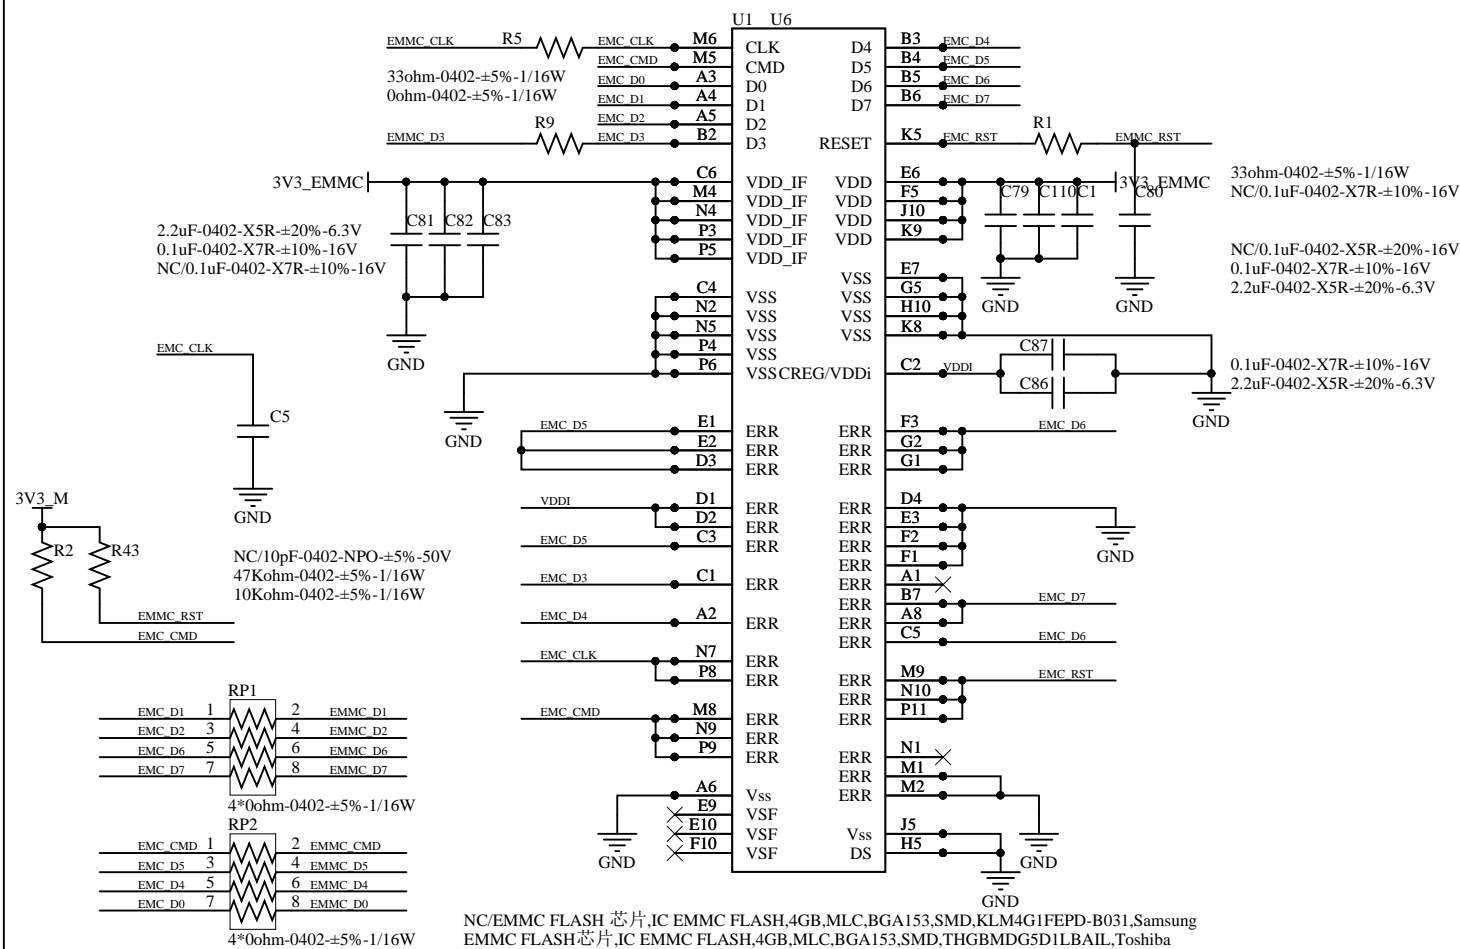 U1 U6
EMMC_CLK R5 EMC_CLK M6 CLK D4 B3 EMC_D4
EMC_CMD M5 CMD D5 B4 EMC_D5
33ohm-0402-±5%-1/16W EMC_D0 A3 D0 D6 B5 EMC_D6
0ohm-0402-±5%-1/16W EMC_D1 A4 D1 D7 B6 EMC_D7
EMC_D2 A5 D2
EMMC_D3 R9 EMC_D3 B2 D3 RESET K5 EMC_RST R1 EMMC_RST
3V3_EMMC C6 VDD_IF VDD E6 3V3_EMMC
33ohm-0402-±5%-1/16W
NC/0.1uF-0402-X7R-±10%-16V
M4 VDD_IF VDD F5 C79 C110 C1 C80
C81 C82 C83 N4 VDD_IF VDD J10
P3 VDD_IF VDD K9
P5 VDD_IF
2.2uF-0402-X5R-±20%-6.3V
0.1uF-0402-X7R-±10%-16V
NC/0.1uF-0402-X7R-±10%-16V
NC/0.1uF-0402-X5R-±20%-16V
0.1uF-0402-X7R-±10%-16V
2.2uF-0402-X5R-±20%-6.3V
VSS E7
C4 VSS VSS G5
N2 VSS VSS H10
N5 VSS VSS K8
P4 VSS
P6 VSS CREG/VDDi C2 VDDI C87
C86
GND GND GND
0.1uF-0402-X7R-±10%-16V
2.2uF-0402-X5R-±20%-6.3V
GND GND
EMC_CLK
C5
GND
EMC_D5 E1 ERR ERR F3 EMC_D6
E2 ERR ERR G2
D3 ERR ERR G1
VDDI D1 ERR ERR D4
D2 ERR ERR E3 GND
EMC_D5 C3 ERR ERR F2
ERR F1
EMC_D3 C1 ERR ERR A1
ERR B7 EMC_D7
EMC_D4 A2 ERR ERR A8
ERR C5 EMC_D6
EMC_CLK N7 ERR
P8 ERR ERR M9 EMC_RST
ERR N10
EMC_CMD M8 ERR ERR P11
N9 ERR
P9 ERR ERR N1
ERR M1
A6 Vss ERR M2
E9 VSF
E10 VSF Vss J5
F10 VSF DS H5
GND GND GND
3V3_M
R2 R43
NC/10pF-0402-NPO-±5%-50V
47Kohm-0402-±5%-1/16W
10Kohm-0402-±5%-1/16W
EMMC_RST
EMC_CMD
RP1
EMC_D1 1 2 EMMC_D1
EMC_D2 3 4 EMMC_D2
EMC_D6 5 6 EMMC_D6
EMC_D7 7 8 EMMC_D7
4*0ohm-0402-±5%-1/16W
RP2
EMC_CMD 1 2 EMMC_CMD
EMC_D5 3 4 EMMC_D5
EMC_D4 5 6 EMMC_D4
EMC_D0 7 8 EMMC_D0
4*0ohm-0402-±5%-1/16W
NC/EMMC FLASH 芯片,IC EMMC FLASH,4GB,MLC,BGA153,SMD,KLM4G1FEPD-B031,Samsung
EMMC FLASH芯片,IC EMMC FLASH,4GB,MLC,BGA153,SMD,THGBMDG5D1LBAIL,Toshiba